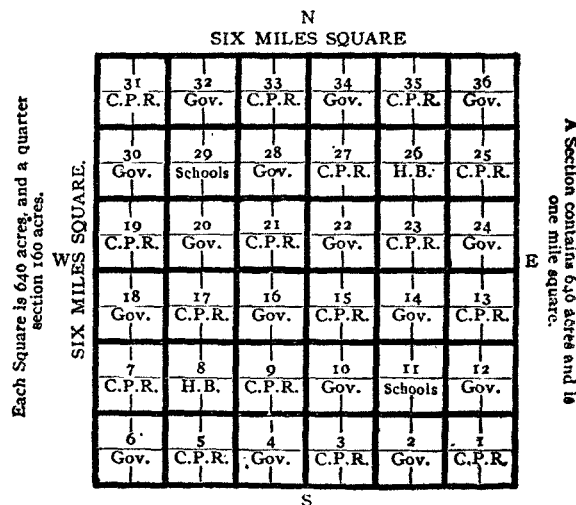 N
SIX MILES SQUARE
31 32 33 34 35 36
C.P.R. Gov. C.P.R. Gov. C.P.R. Gov.
30 29 28 27 26 25
Gov. Schools Gov. C.P.R. H.B. C.P.R.
19 20 21 22 23 24
C.P.R. Gov. C.P.R. Gov. C.P.R. Gov.
18 17 16 15 14 13
Gov. C.P.R. Gov. C.P.R. Gov. C.P.R.
7 8 9 10 11 12
C.P.R. H.B. C.P.R. Gov. Schools Gov.
6 5 4 3 2 1
Gov. C.P.R. Gov. C.P.R. Gov. C.P.R.
S
W
E
SIX MILES SQUARE.
Each Square is 640 acres, and a quarter
section 160 acres.
A Section contains 640 acres and is
one mile square.